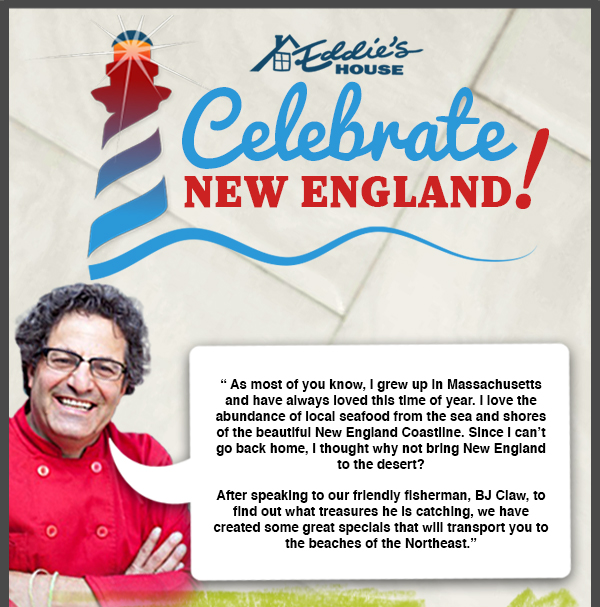 Eddie's
HOUSE
Celebrate
NEW ENGLAND!
“ As most of you know, I grew up in Massachusetts
and have always loved this time of year. I love the
abundance of local seafood from the sea and shores
of the beautiful New England Coastline. Since I can’t
go back home, I thought why not bring New England
to the desert?
After speaking to our friendly fisherman, BJ Claw, to
find out what treasures he is catching, we have
created some great specials that will transport you to
the beaches of the Northeast.”